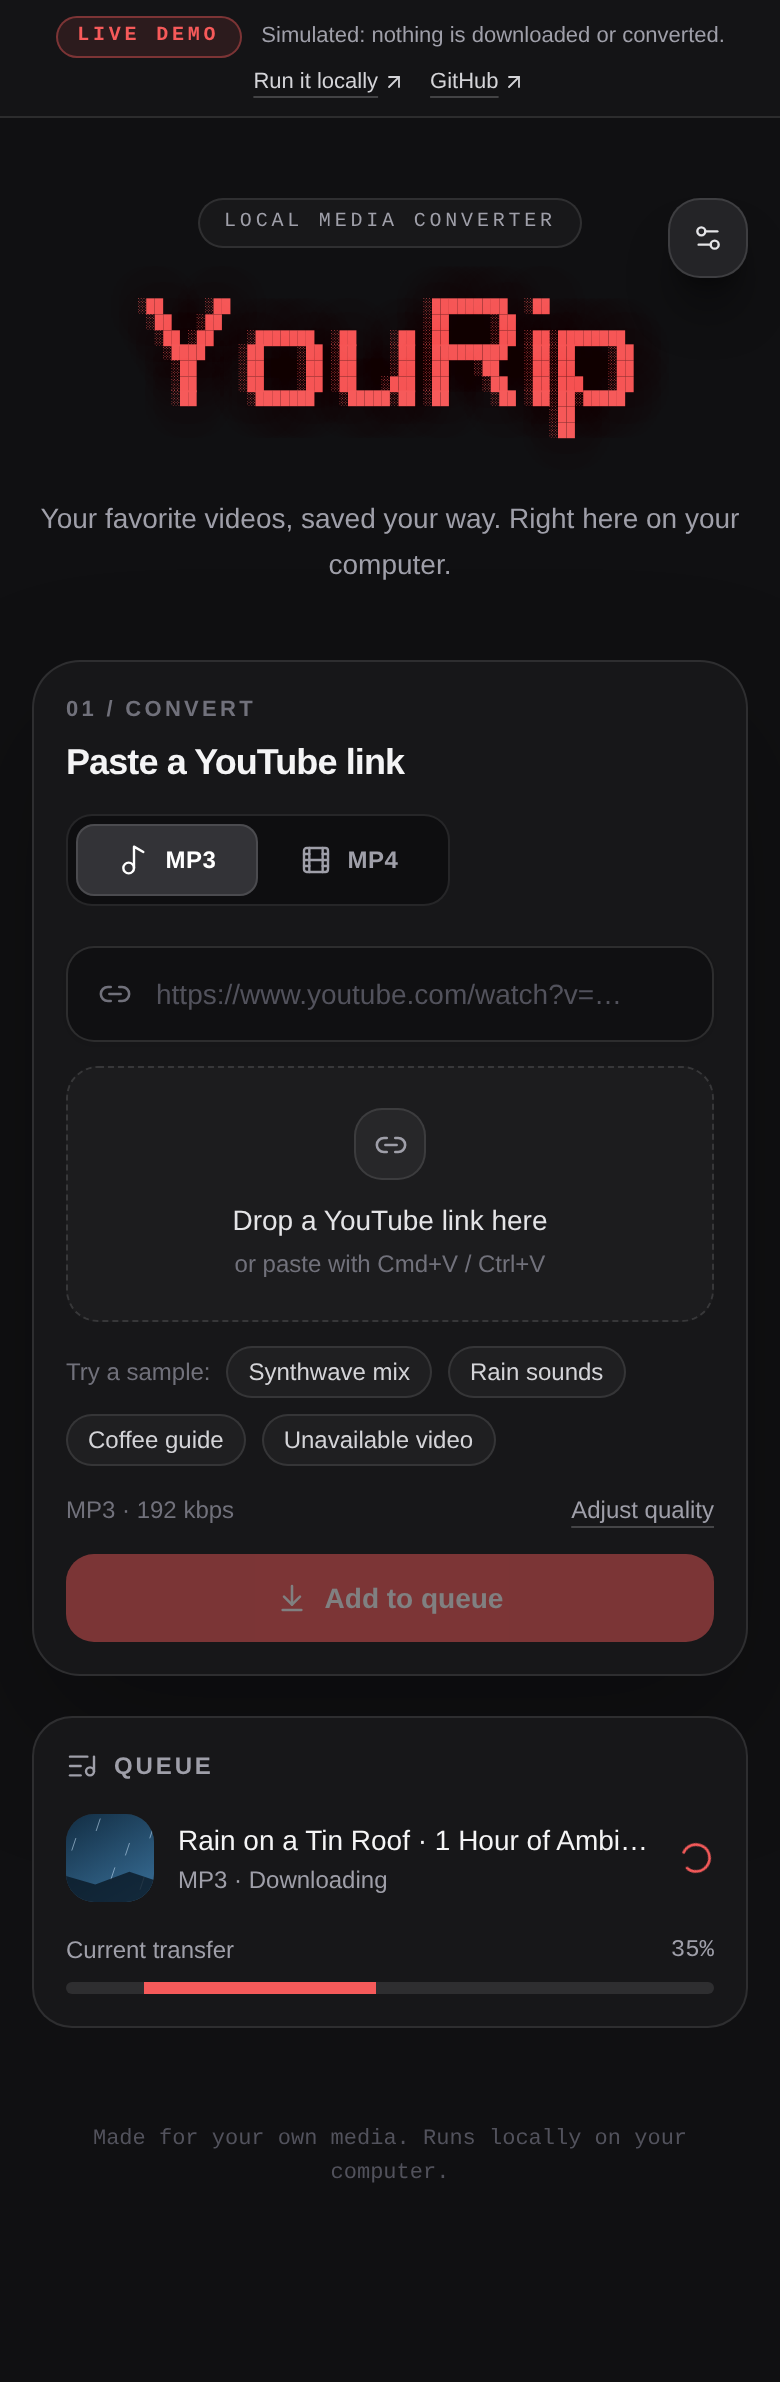 LIVE DEMO Simulated: nothing is downloaded or converted.
Run it locally GitHub
LOCAL MEDIA CONVERTER
YouRip
Your favorite videos, saved your way. Right here on your
computer.
01 / CONVERT
Paste a YouTube link
MP3 MP4
https://www.youtube.com/watch?v=…
Drop a YouTube link here
or paste with Cmd+V / Ctrl+V
Try a sample: Synthwave mix Rain sounds
Coffee guide Unavailable video
MP3 · 192 kbps Adjust quality
Add to queue
QUEUE
Rain on a Tin Roof · 1 Hour of Ambi…
MP3 · Downloading
Current transfer 35%
Made for your own media. Runs locally on your
computer.